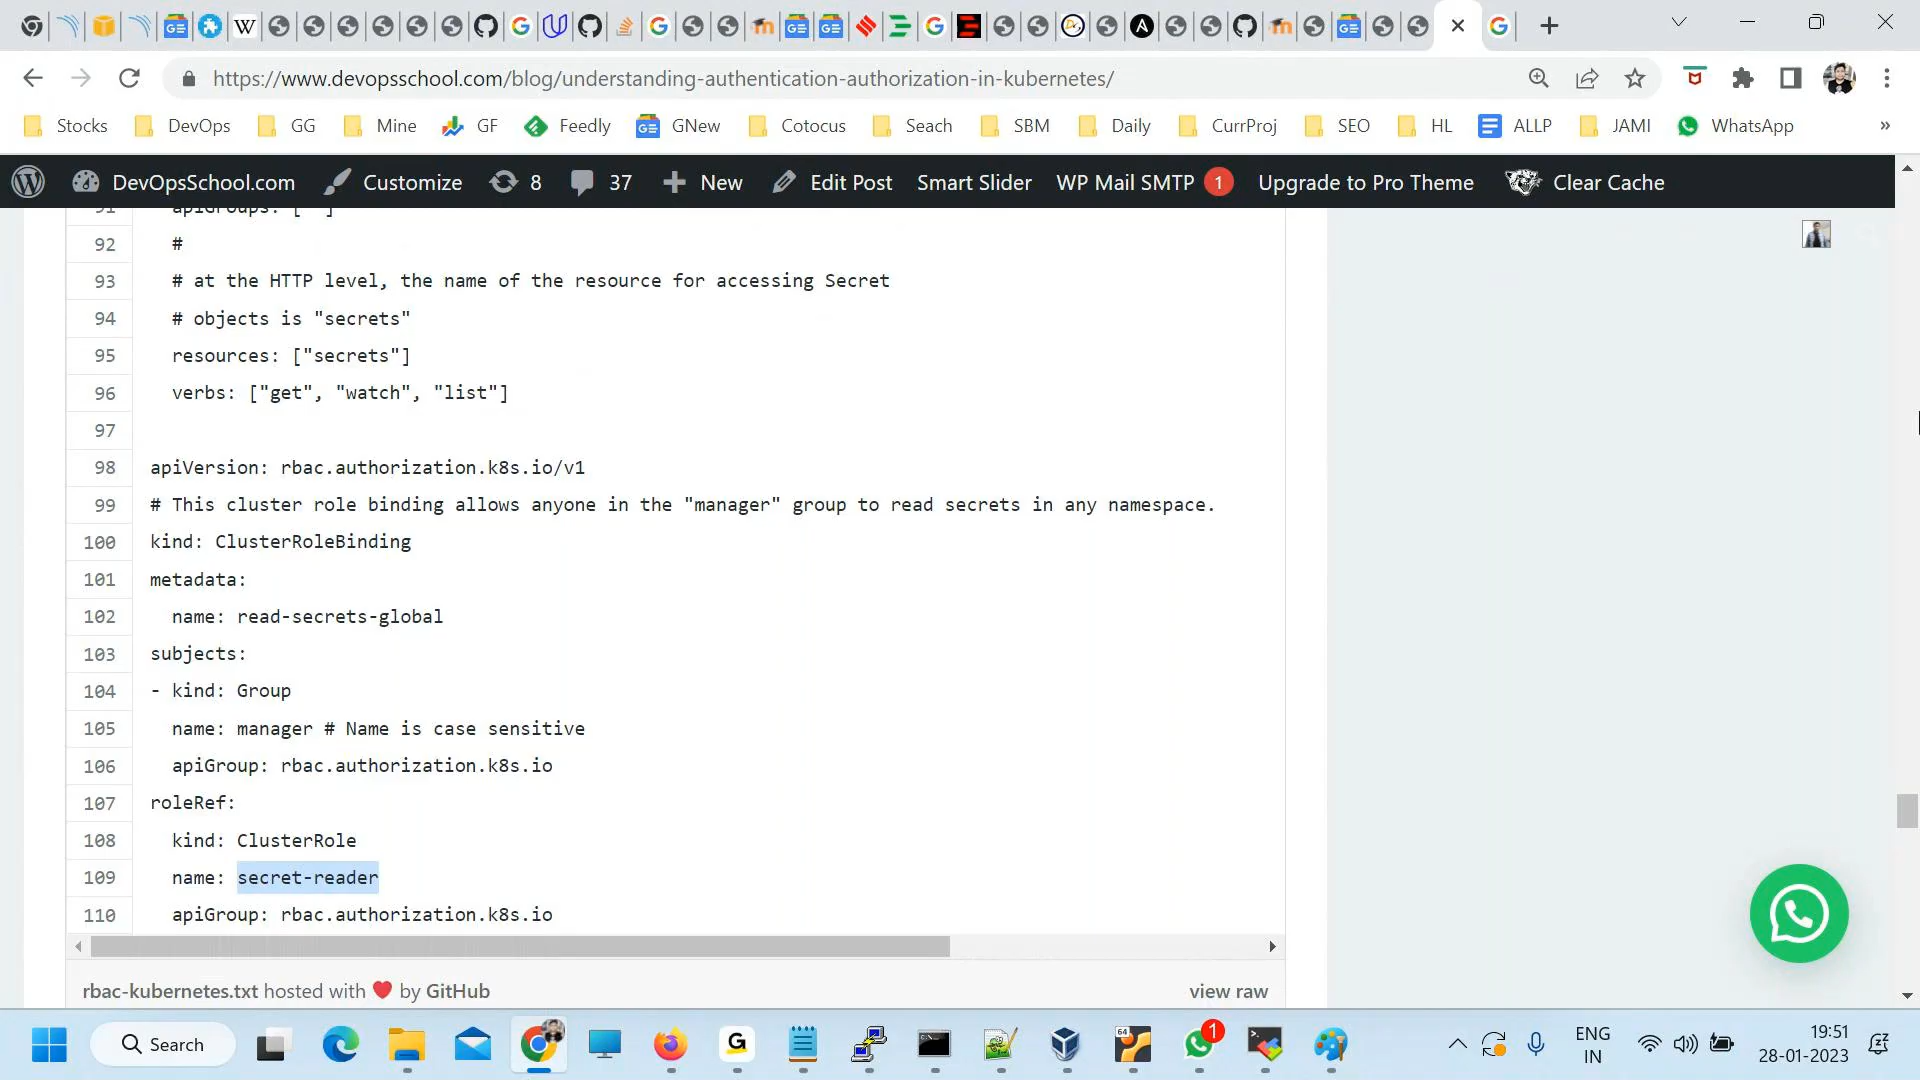 https://www.devopsschool.com/blog/understanding-authentication-authorization-in-kubernetes/
Stocks DevOps GG Mine GF Feedly GNew Cotocus Seach SBM Daily CurrProj SEO HL ALLP JAMI WhatsApp »
DevOpsSchool.com Customize 8 37 New Edit Post Smart Slider WP Mail SMTP 1 Upgrade to Pro Theme Clear Cache
91 apiGroups: [""]
92 #
93 # at the HTTP level, the name of the resource for accessing Secret
94 # objects is "secrets"
95 resources: ["secrets"]
96 verbs: ["get", "watch", "list"]
97
98 apiVersion: rbac.authorization.k8s.io/v1
99 # This cluster role binding allows anyone in the "manager" group to read secrets in any namespace.
100 kind: ClusterRoleBinding
101 metadata:
102 name: read-secrets-global
103 subjects:
104 - kind: Group
105 name: manager # Name is case sensitive
106 apiGroup: rbac.authorization.k8s.io
107 roleRef:
108 kind: ClusterRole
109 name: secret-reader
110 apiGroup: rbac.authorization.k8s.io
rbac-kubernetes.txt hosted with ❤ by GitHub view raw
Search
1
ENG
IN
19:51
28-01-2023